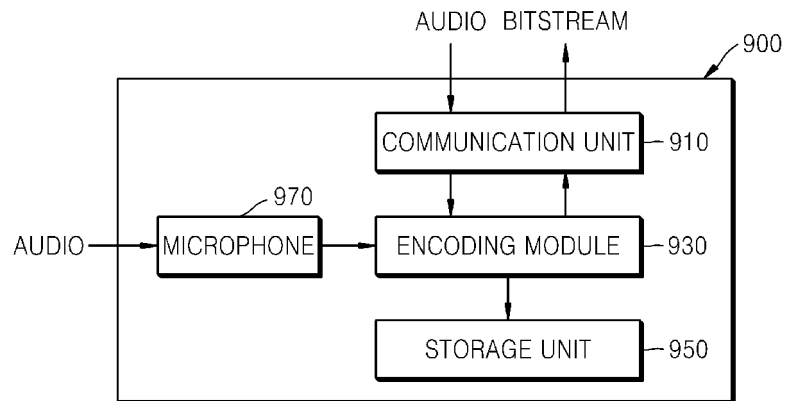 AUDIO BITSTREAM
900
COMMUNICATION UNIT
910
970
AUDIO
MICROPHONE
ENCODING MODULE
930
STORAGE UNIT
950